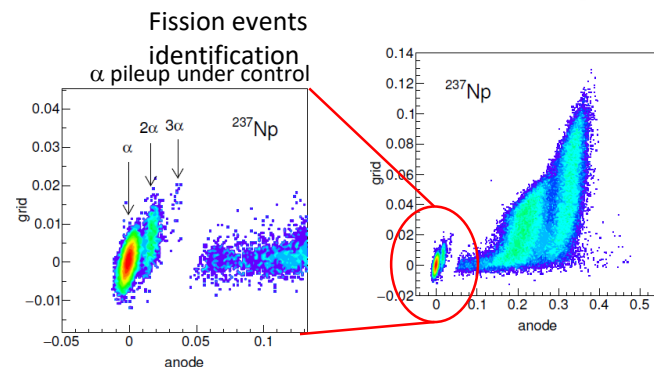 Fission events
identification
α pileup under control
0.04
0.03
0.02
0.01
0
−0.01
grid
α
2α
3α
237Np
−0.05
0
0.05
0.1
anode
0.14
0.12
0.1
0.08
0.06
0.04
0.02
0
−0.02
grid
237Np
0
0.1
0.2
0.3
0.4
0.5
anode